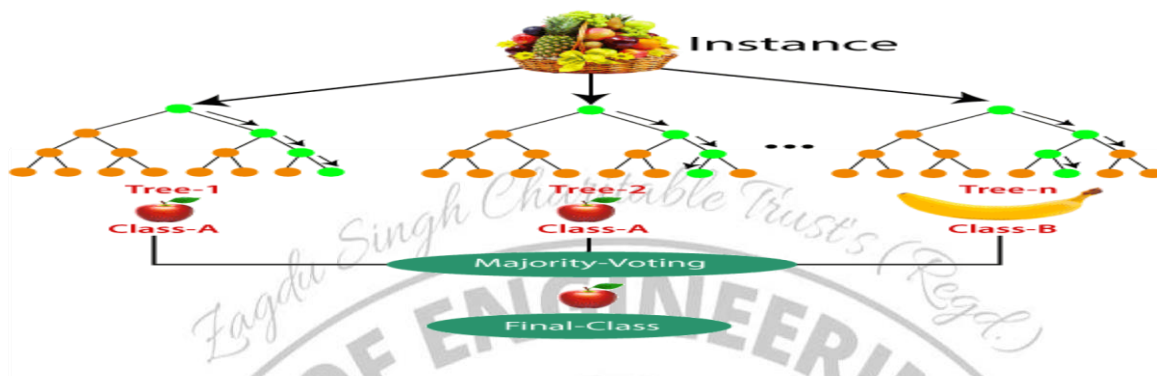 Instance
Tree-1
Tree-2
Tree-n
Class-A
Class-A
Class-B
Majority-Voting
Final-Class
Zagdu Singh Charitable Trust's (Regd.)
OF ENGINEERIN